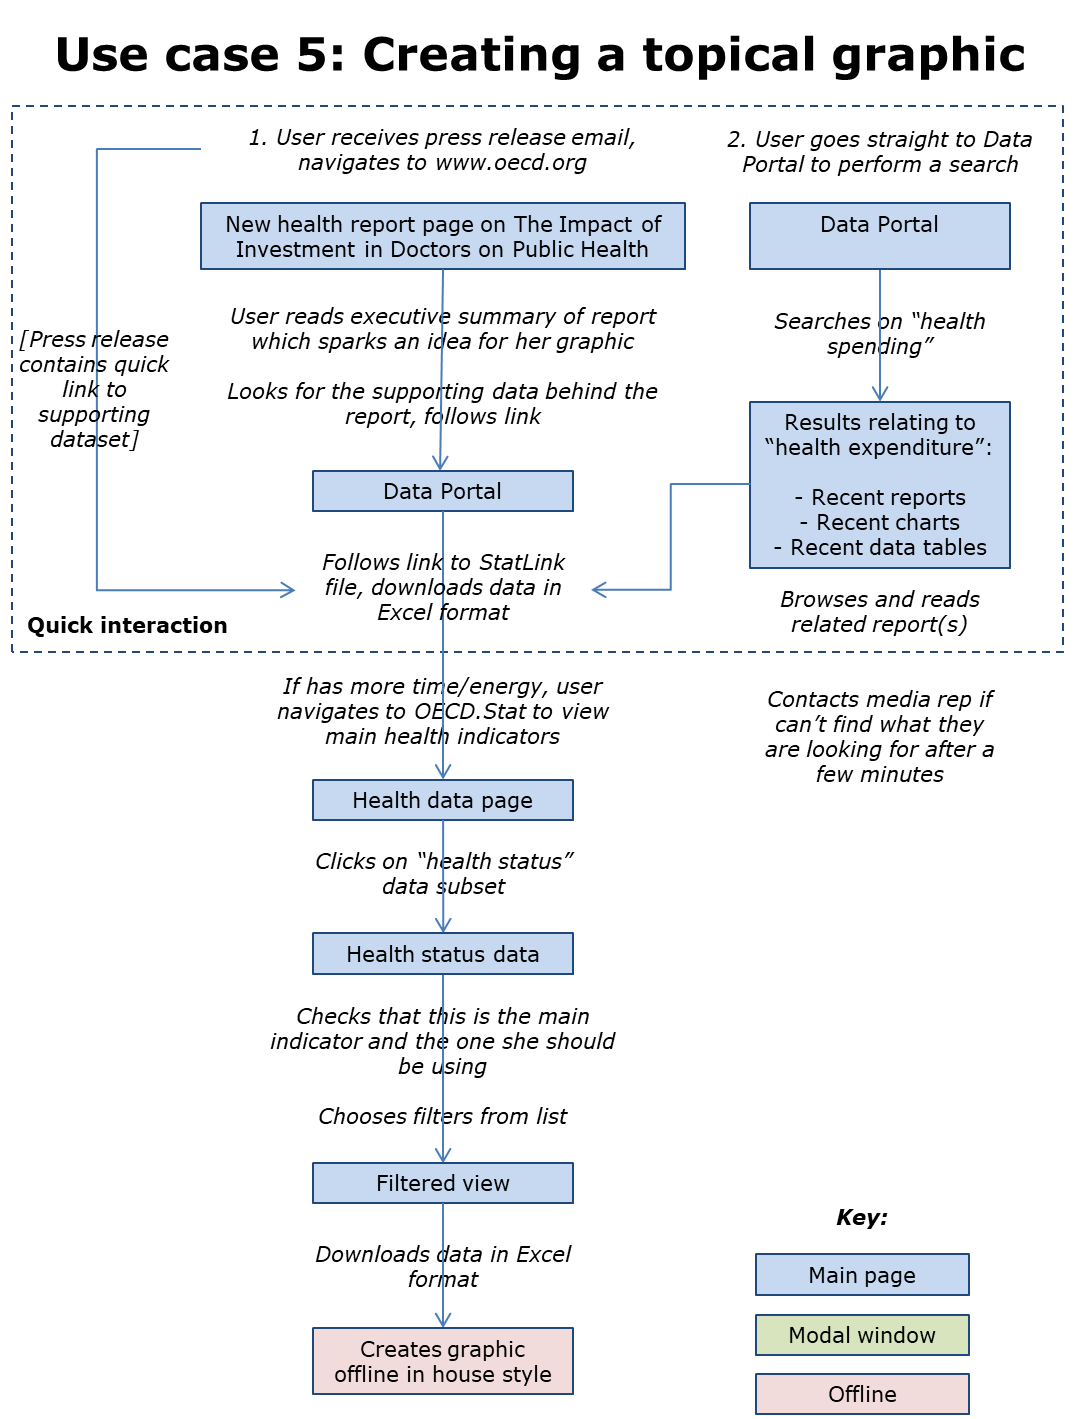 Use case 5: Creating a topical graphic
1. User receives press release email,
navigates to www.oecd.org
2. User goes straight to Data
Portal to perform a search
New health report page on The Impact of
Investment in Doctors on Public Health
Data Portal
[Press release
contains quick
link to
supporting
dataset]
User reads executive summary of report
which sparks an idea for her graphic
Looks for the supporting data behind the
report, follows link
Searches on “health
spending”
Data Portal
Results relating to
“health expenditure”:
- Recent reports
- Recent charts
- Recent data tables
Follows link to StatLink
file, downloads data in
Excel format
Browses and reads
related report(s)
Quick interaction
If has more time/energy, user
navigates to OECD.Stat to view
main health indicators
Contacts media rep if
can’t find what they
are looking for after a
few minutes
Health data page
Clicks on “health status”
data subset
Health status data
Checks that this is the main
indicator and the one she should
be using
Chooses filters from list
Filtered view
Downloads data in Excel
format
Creates graphic
offline in house style
Key:
Main page
Modal window
Offline